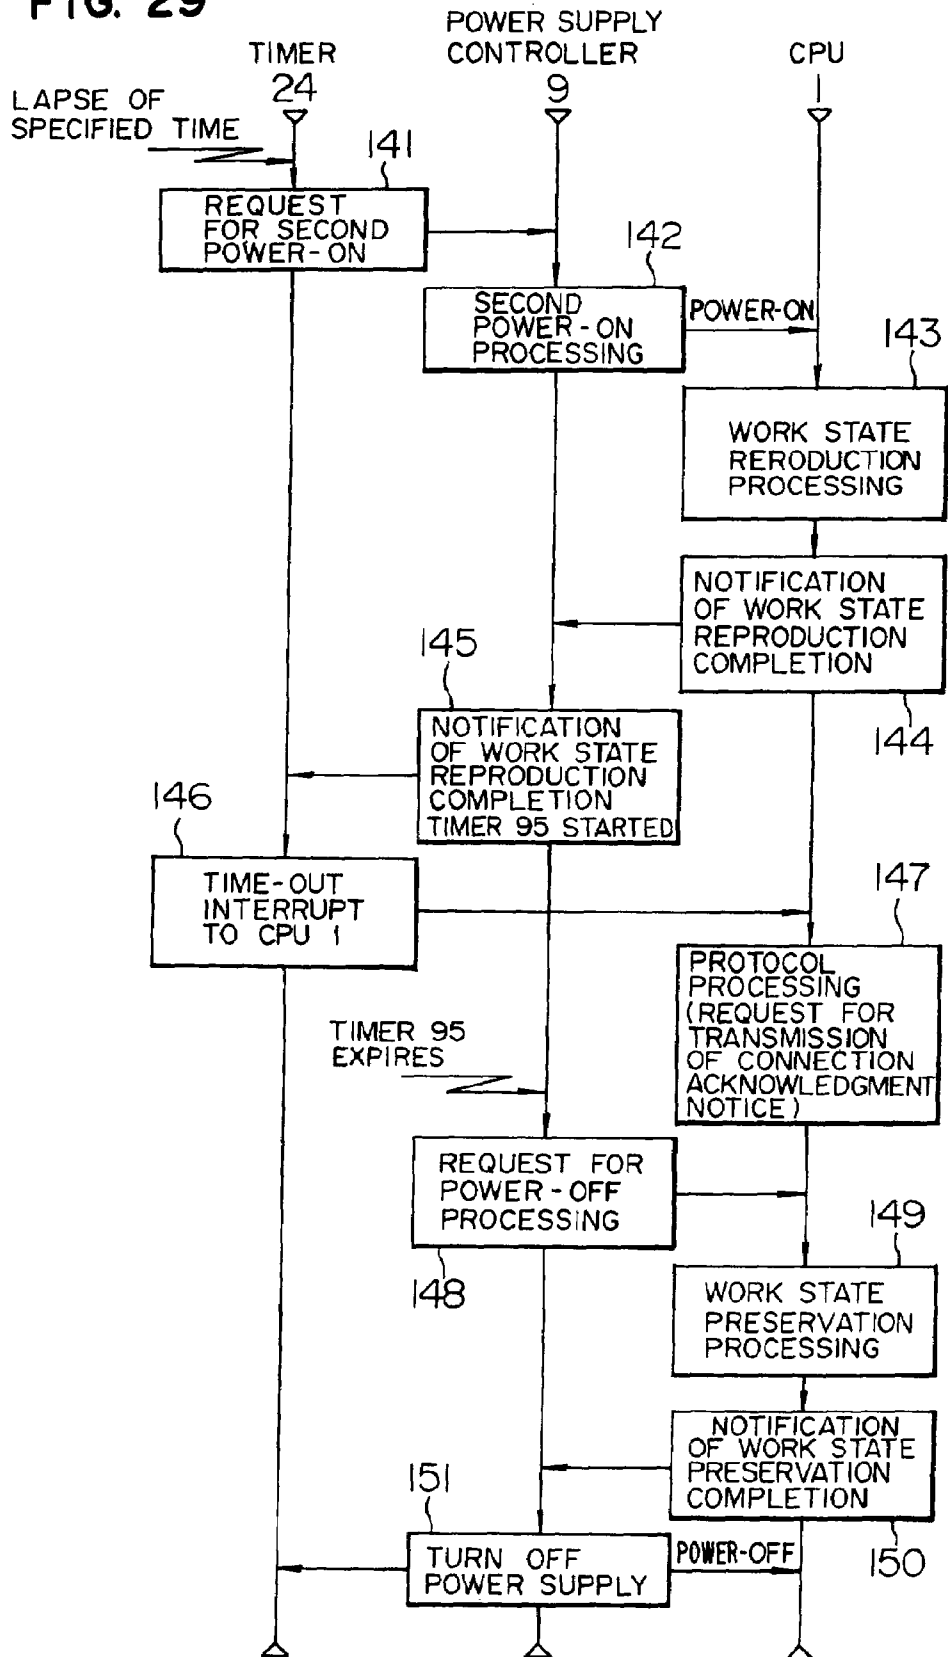 FIG. 29
TIMER
24
POWER SUPPLY
CONTROLLER
9
CPU
1
LAPSE OF
SPECIFIED TIME
141
REQUEST
FOR SECOND
POWER-ON
142
SECOND
POWER-ON
PROCESSING
POWER-ON
143
WORK STATE
RERODUCTION
PROCESSING
NOTIFICATION
OF WORK STATE
REPRODUCTION
COMPLETION
144
145
NOTIFICATION
OF WORK STATE
REPRODUCTION
COMPLETION
TIMER 95 STARTED
146
TIME-OUT
INTERRUPT
TO CPU 1
147
PROTOCOL
PROCESSING
(REQUEST FOR
TRANSMISSION
OF CONNECTION
ACKNOWLEDGMENT
NOTICE)
TIMER 95
EXPIRES
REQUEST FOR
POWER-OFF
PROCESSING
148
149
WORK STATE
PRESERVATION
PROCESSING
NOTIFICATION
OF WORK STATE
PRESERVATION
COMPLETION
150
151
TURN OFF
POWER SUPPLY
POWER-OFF